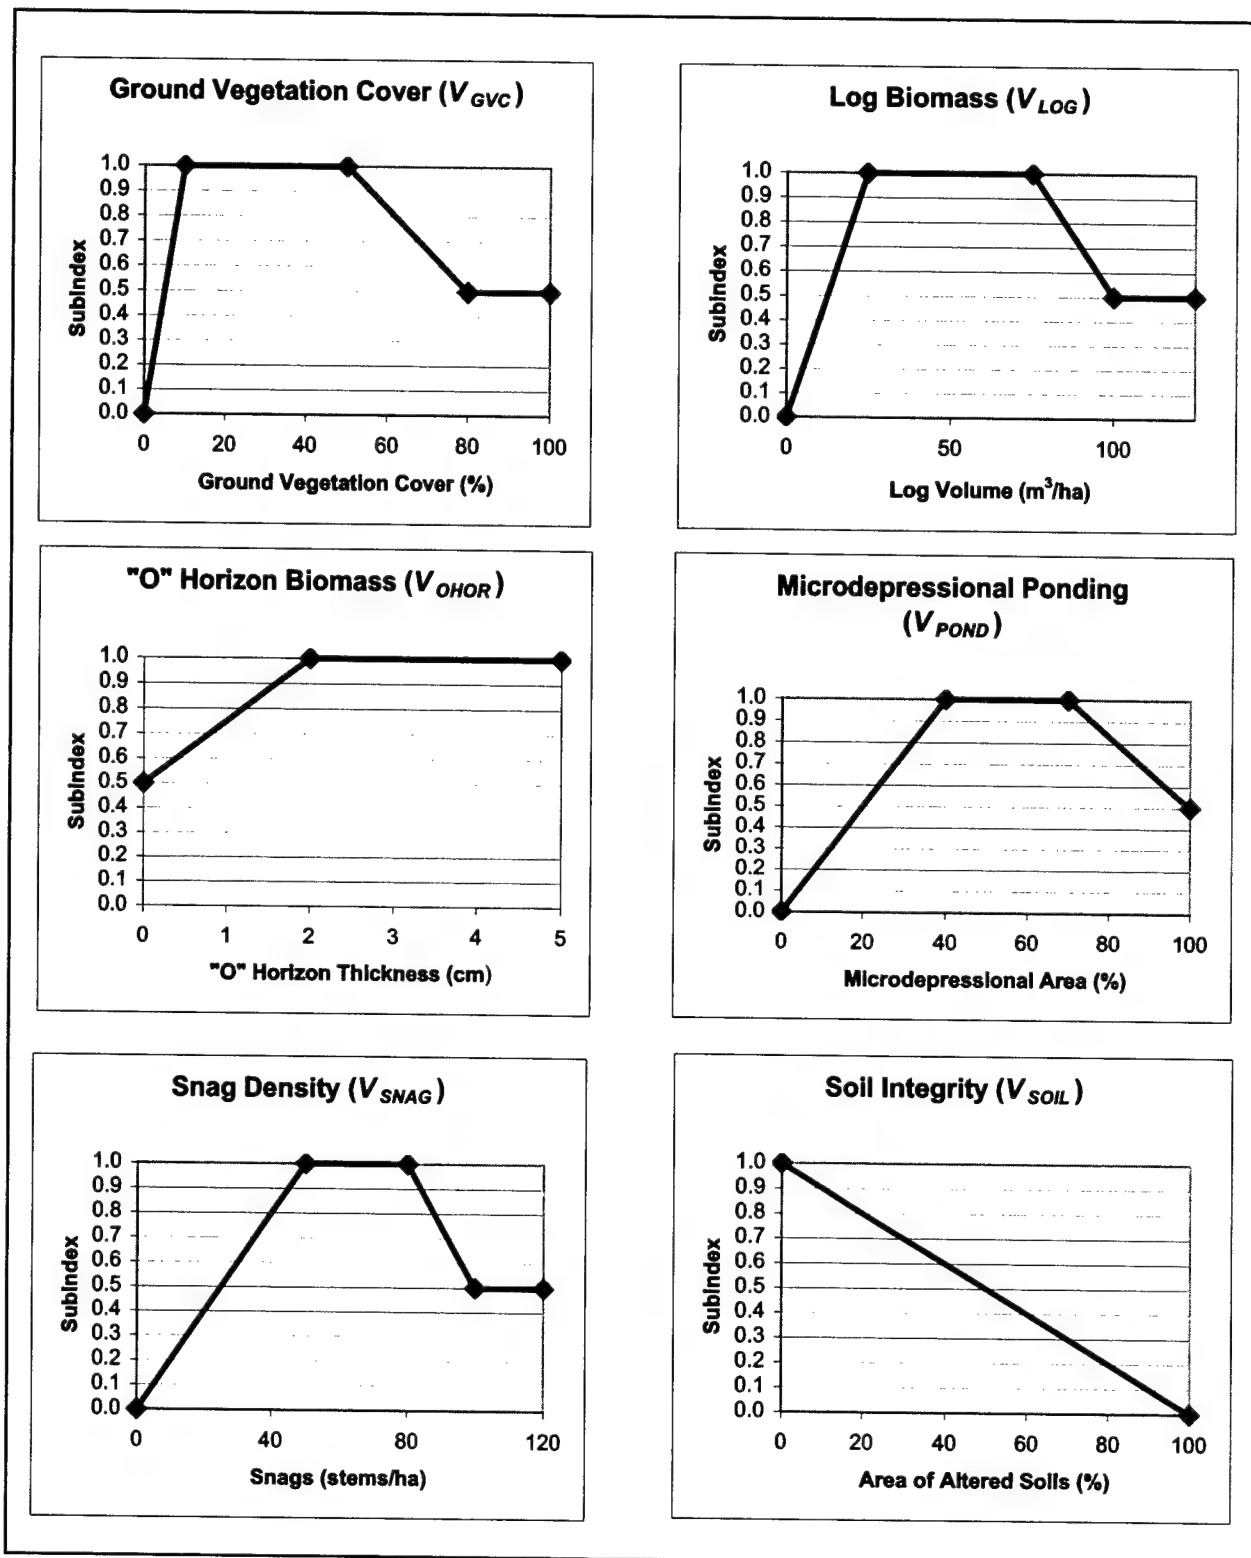 Ground Vegetation Cover (V GVC)
SubIndex
1.0
0.9
0.8
0.7
0.6
0.5
0.4
0.3
0.2
0.1
0.0
0 20 40 60 80 100
Ground Vegetation Cover (%)
Log Biomass (V LOG)
SubIndex
1.0
0.9
0.8
0.7
0.6
0.5
0.4
0.3
0.2
0.1
0.0
0 50 100
Log Volume (m³/ha)
"O" Horizon Biomass (V OHOR)
SubIndex
1.0
0.9
0.8
0.7
0.6
0.5
0.4
0.3
0.2
0.1
0.0
0 1 2 3 4 5
"O" Horizon Thickness (cm)
Microdepressional Ponding
(V POND)
SubIndex
1.0
0.9
0.8
0.7
0.6
0.5
0.4
0.3
0.2
0.1
0.0
0 20 40 60 80 100
Microdepressional Area (%)
Snag Density (V SNAG)
SubIndex
1.0
0.9
0.8
0.7
0.6
0.5
0.4
0.3
0.2
0.1
0.0
0 40 80 120
Snags (stems/ha)
Soil Integrity (V SOIL)
SubIndex
1.0
0.9
0.8
0.7
0.6
0.5
0.4
0.3
0.2
0.1
0.0
0 20 40 60 80 100
Area of Altered Soils (%)